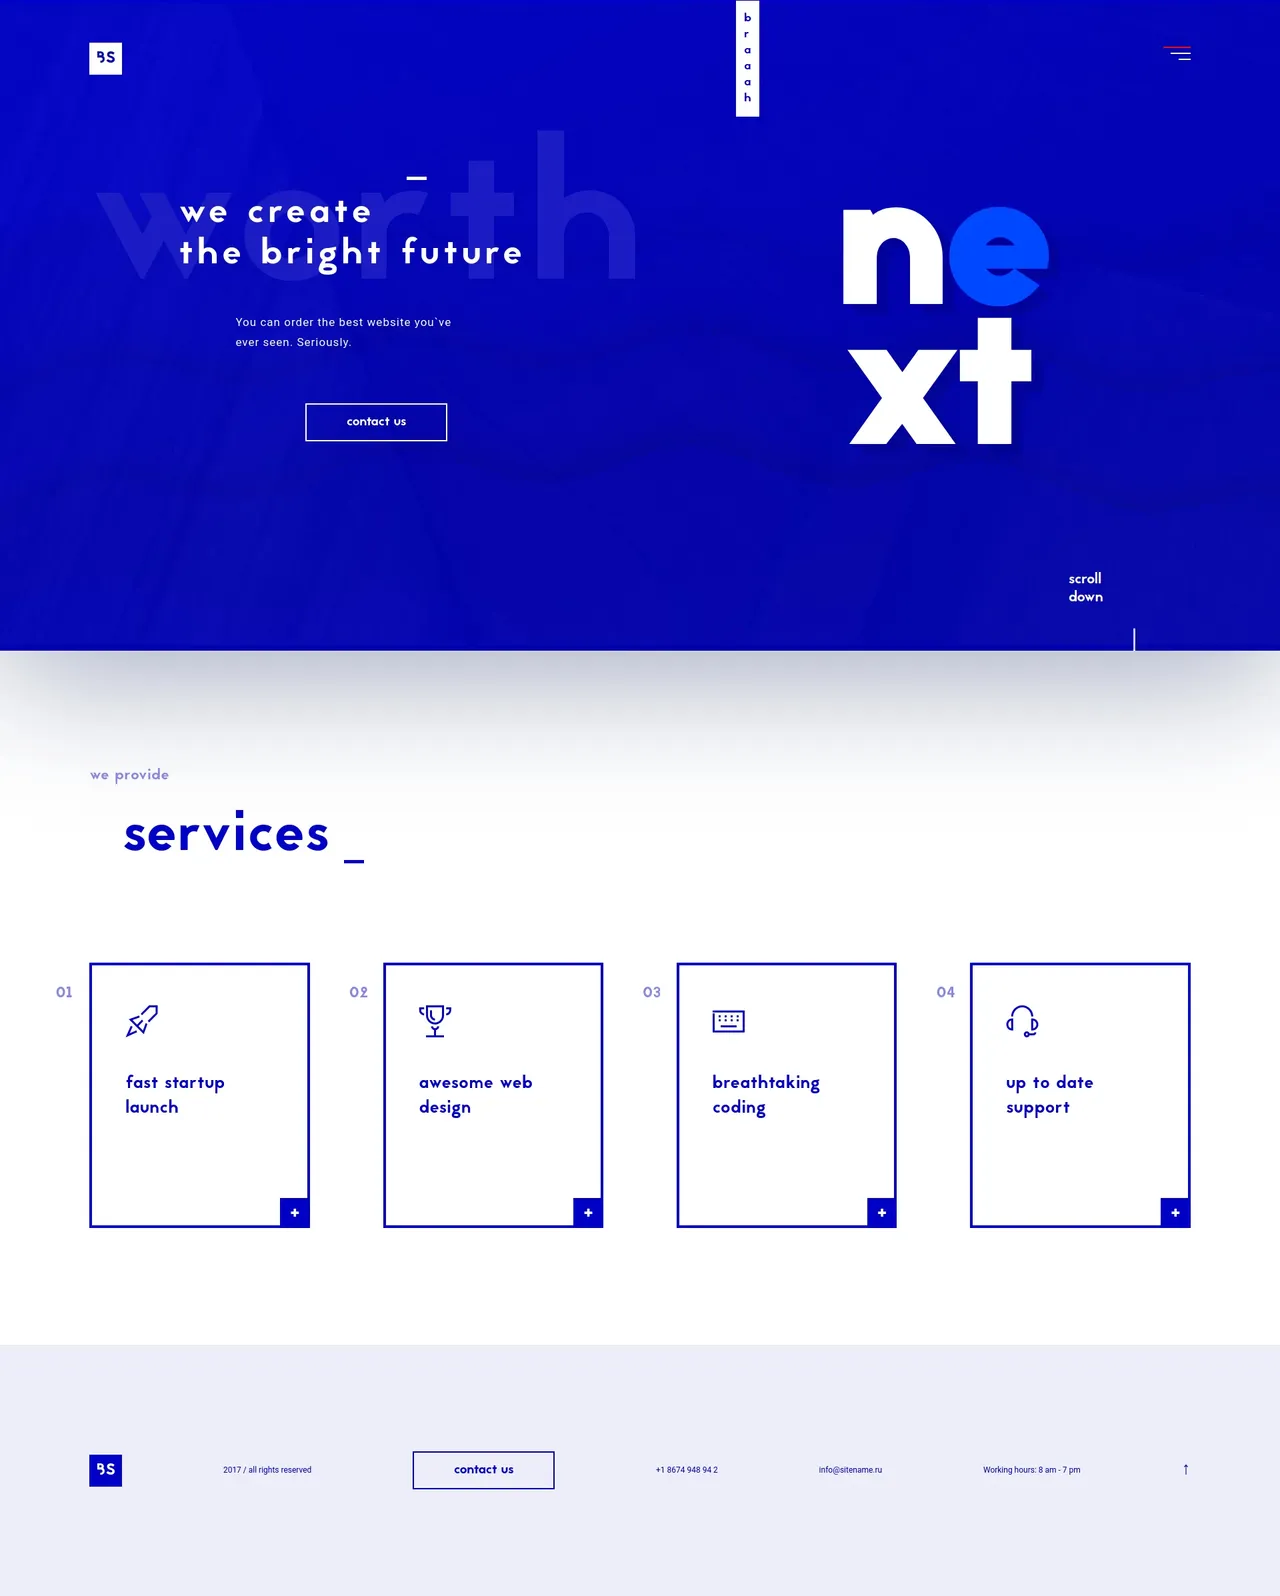 BS
b
r
a
a
a
h
worth
we create
the bright future
You can order the best website you`ve
ever seen. Seriously.
contact us
ne
xt
scroll
down
we provide
services _
01
fast startup
launch
+
02
awesome web
design
+
03
breathtaking
coding
+
04
up to date
support
+
BS
2017 / all rights reserved
contact us
+1 8674 948 94 2
info@sitename.ru
Working hours: 8 am - 7 pm
↑